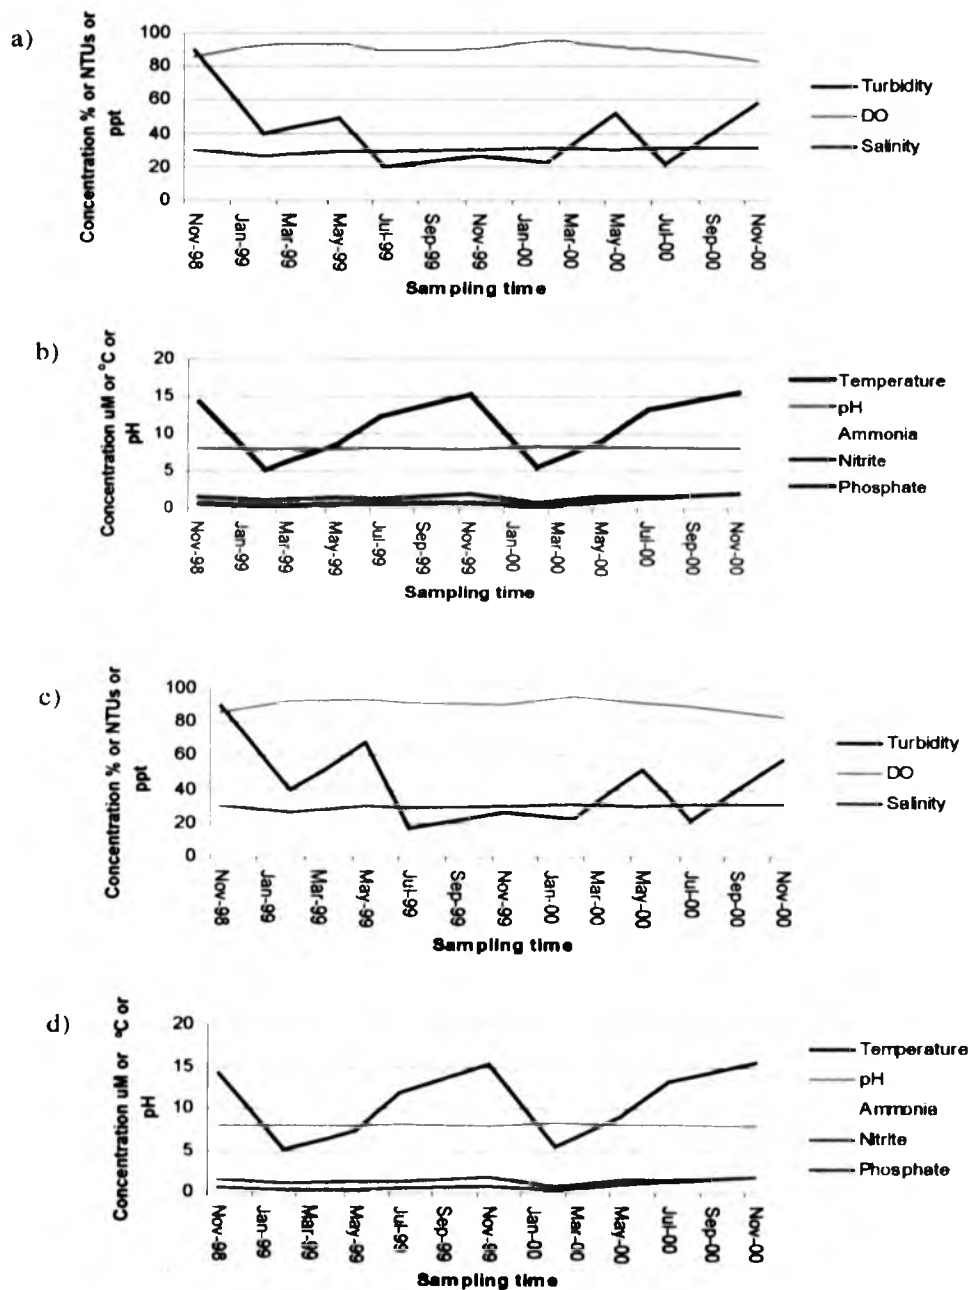 a)
Concentration % or NTUs or
ppt
100
80
60
40
20
0
Nov-98
Jan-99
Mar-99
May-99
Jul-99
Sep-99
Nov-99
Jan-00
Mar-00
May-00
Jul-00
Sep-00
Nov-00
Sampling time
Turbidity
DO
Salinity
b)
Concentration uM or °C or
pH
20
15
10
5
0
Nov-98
Jan-99
Mar-99
May-99
Jul-99
Sep-99
Nov-99
Jan-00
Mar-00
May-00
Jul-00
Sep-00
Nov-00
Sampling time
Temperature
pH
Ammonia
Nitrite
Phosphate
c)
Concentration % or NTUs or
ppt
100
80
60
40
20
0
Nov-98
Jan-99
Mar-99
May-99
Jul-99
Sep-99
Nov-99
Jan-00
Mar-00
May-00
Jul-00
Sep-00
Nov-00
Sampling time
Turbidity
DO
Salinity
d)
Concentration uM or °C or
pH
20
15
10
5
0
Nov-98
Jan-99
Mar-99
May-99
Jul-99
Sep-99
Nov-99
Jan-00
Mar-00
May-00
Jul-00
Sep-00
Nov-00
Sampling time
Temperature
pH
Ammonia
Nitrite
Phosphate